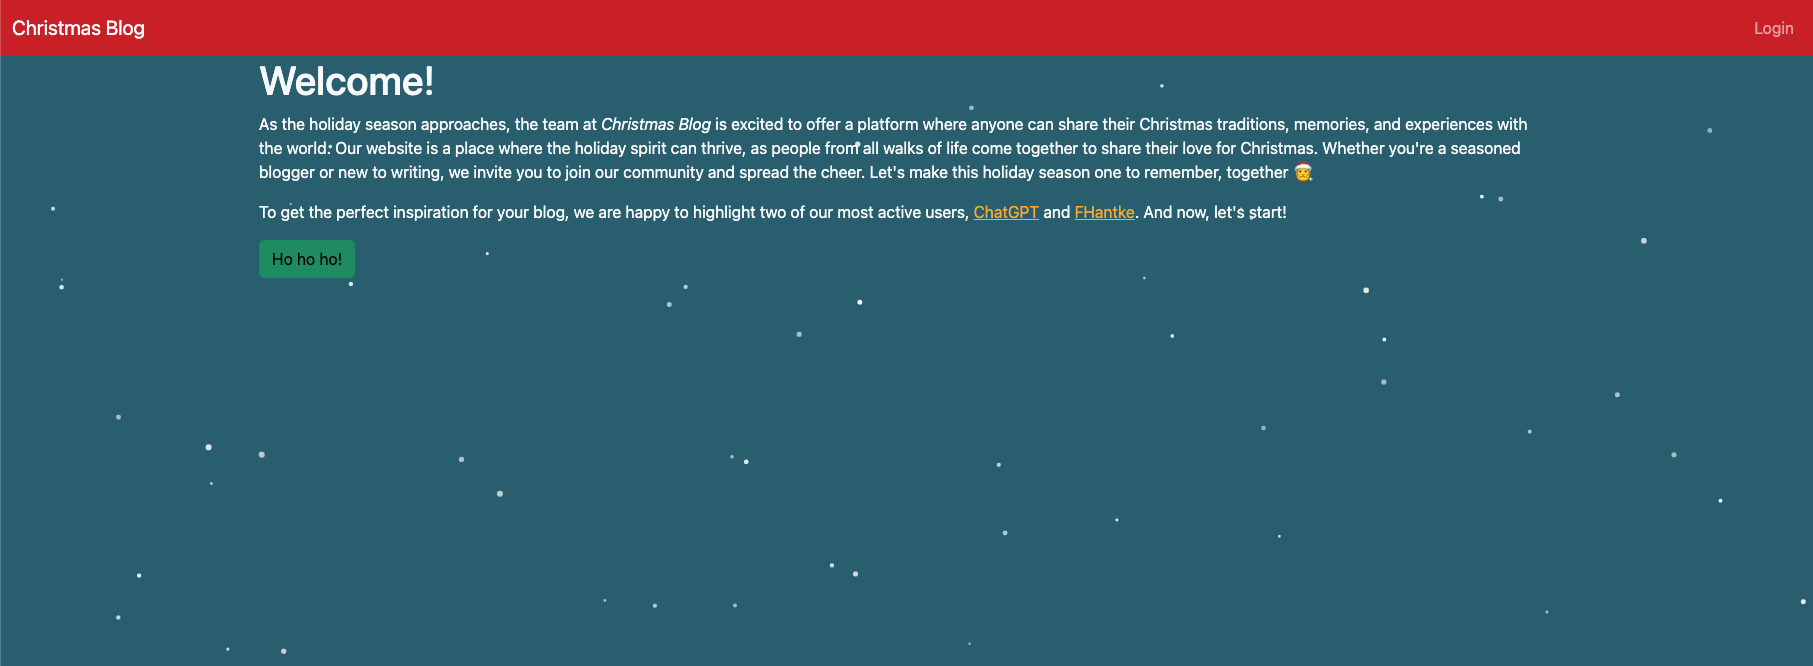 Christmas Blog
Login
Welcome!
As the holiday season approaches, the team at Christmas Blog is excited to offer a platform where anyone can share their Christmas traditions, memories, and experiences with
the world. Our website is a place where the holiday spirit can thrive, as people from all walks of life come together to share their love for Christmas. Whether you're a seasoned
blogger or new to writing, we invite you to join our community and spread the cheer. Let's make this holiday season one to remember, together 🧑‍🎄
To get the perfect inspiration for your blog, we are happy to highlight two of our most active users, ChatGPT and FHantke. And now, let's start!
Ho ho ho!